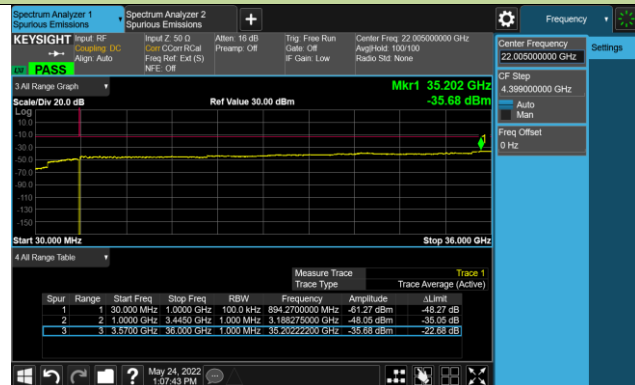 Spectrum Analyzer 1
Spurious Emissions
Spectrum Analyzer 2
Spurious Emissions
+
Frequency
KEYSIGHT
Input: RF
Coupling: DC
Align: Auto
Input Z: 50 Ω
Corr CCorr RCal
Freq Ref: Ext (S)
NFE: Off
Atten: 16 dB
Preamp: Off
Trig: Free Run
Gate: Off
IF Gain: Low
Center Freq: 22.005000000 GHz
Avg|Hold: 100/100
Radio Std: None
PASS
Center Frequency
22.005000000 GHz
Settings
CF Step
4.399000000 GHz
Auto
Man
Freq Offset
0 Hz
3 All Range Graph
Mkr1 35.202 GHz
Scale/Div 20.0 dB
Ref Value 30.00 dBm
-35.68 dBm
Log
10.0
-10.0
-30.0
-50.0
-70.0
-90.0
-110
-130
-150
1
Start 30.000 MHz
Stop 36.000 GHz
4 All Range Table
Measure Trace Trace 1
Trace Type Trace Average (Active)
Spur Range Start Freq Stop Freq RBW Frequency Amplitude ΔLimit
1 1 30.000 MHz 1.0000 GHz 100.0 kHz 894.2700000 MHz -61.27 dBm -48.27 dB
2 2 1.0000 GHz 3.4450 GHz 1.000 MHz 3.188275000 GHz -48.05 dBm -35.05 dB
3 3 3.5700 GHz 36.000 GHz 1.000 MHz 35.20222200 GHz -35.68 dBm -22.68 dB
?
May 24, 2022
1:07:43 PM